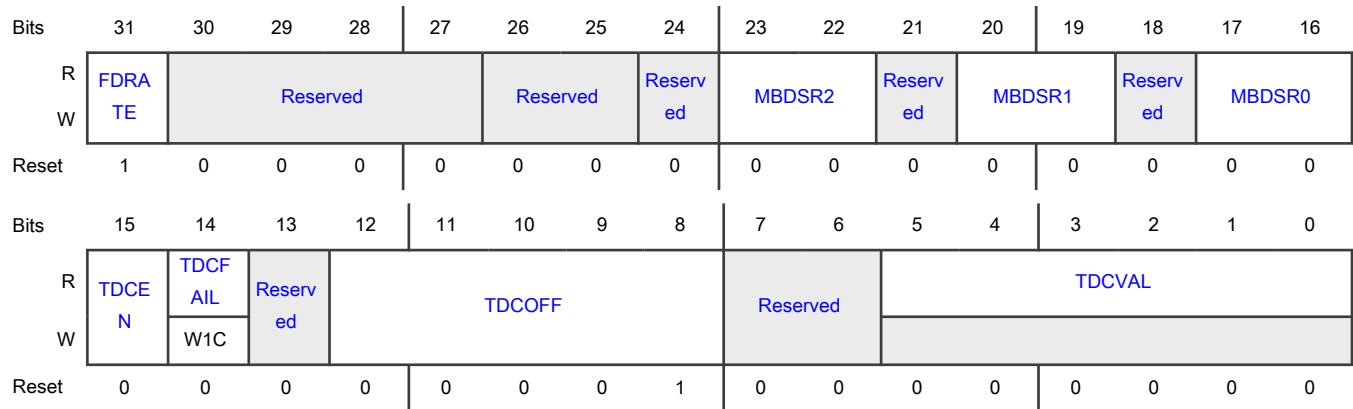 Bits 31 30 29 28 27 26 25 24 23 22 21 20 19 18 17 16
R
W
FDRA
TE
Reserved
Reserved
Reserv
ed
MBDSR2
Reserv
ed
MBDSR1
Reserv
ed
MBDSR0
Reset 1 0 0 0 0 0 0 0 0 0 0 0 0 0 0 0
Bits 15 14 13 12 11 10 9 8 7 6 5 4 3 2 1 0
R
W
TDCE
N
TDCF
AIL
W1C
Reserv
ed
TDCOFF
Reserved
TDCVAL
Reset 0 0 0 0 0 0 0 1 0 0 0 0 0 0 0 0